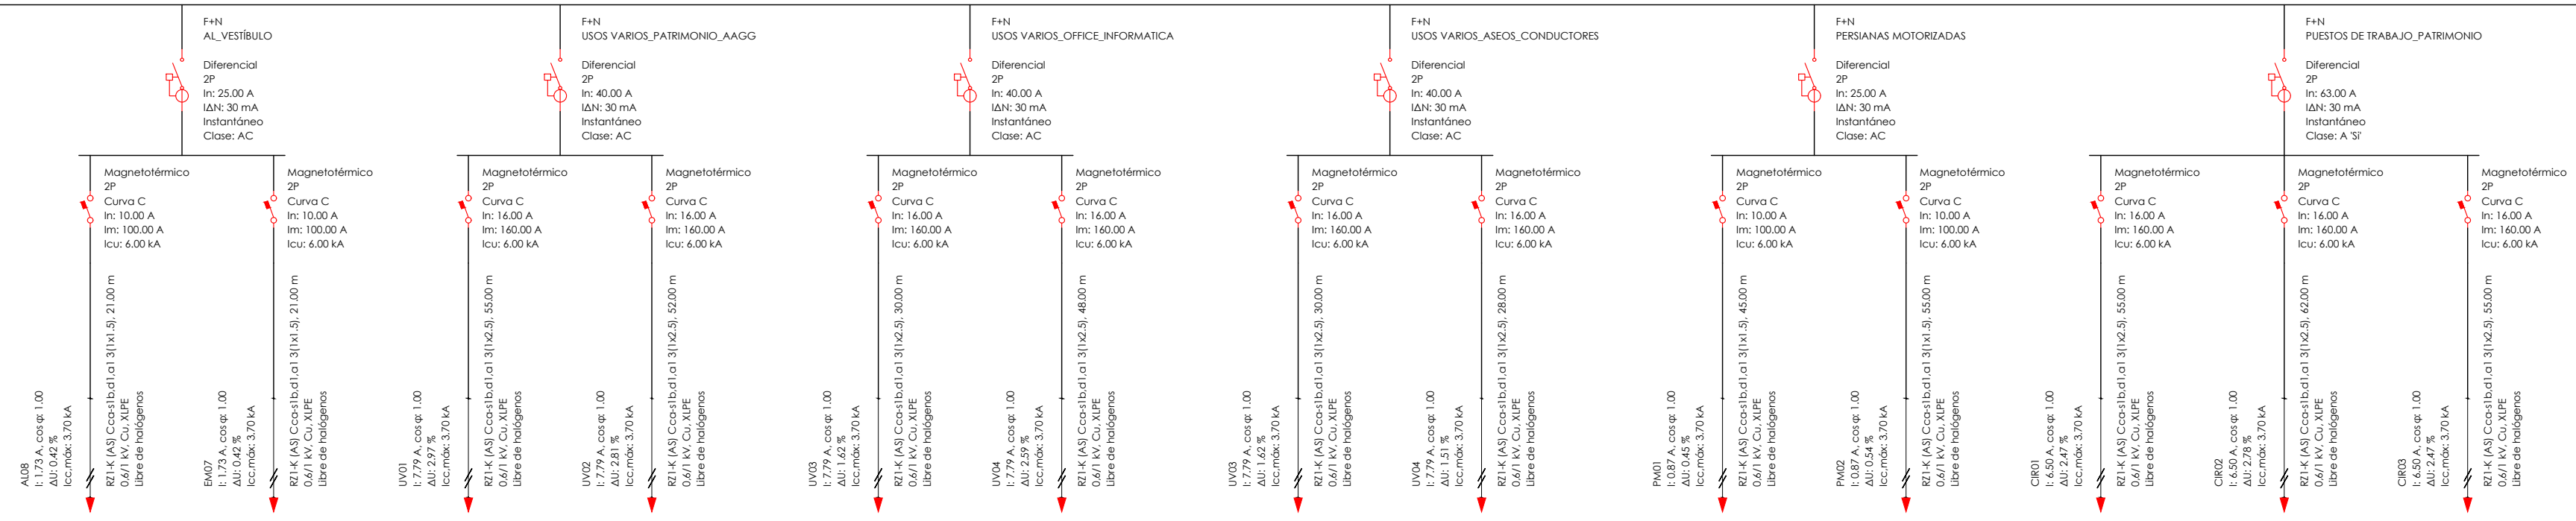 F+N
AL_VESTÍBULO
Diferencial
2P
In: 25.00 A
IΔN: 30 mA
Instantáneo
Clase: AC
Magnetotérmico
2P
Curva C
In: 10.00 A
Im: 100.00 A
Icu: 6.00 kA
AL08
I: 1.73 A, cos φ: 1.00
ΔU: 0.42 %
Icc,máx: 3.70 kA
RZ1-K (AS) Cca-s1b,d1,a1 3(1x1.5), 21.00 m
0.6/1 kV, Cu, XLPE
Libre de halógenos
Magnetotérmico
2P
Curva C
In: 10.00 A
Im: 100.00 A
Icu: 6.00 kA
EM07
I: 1.73 A, cos φ: 1.00
ΔU: 0.42 %
Icc,máx: 3.70 kA
RZ1-K (AS) Cca-s1b,d1,a1 3(1x1.5), 21.00 m
0.6/1 kV, Cu, XLPE
Libre de halógenos
F+N
USOS VARIOS_PATRIMONIO_AAGG
Diferencial
2P
In: 40.00 A
IΔN: 30 mA
Instantáneo
Clase: AC
Magnetotérmico
2P
Curva C
In: 16.00 A
Im: 160.00 A
Icu: 6.00 kA
UV01
I: 7.79 A, cos φ: 1.00
ΔU: 2.97 %
Icc,máx: 3.70 kA
RZ1-K (AS) Cca-s1b,d1,a1 3(1x2.5), 55.00 m
0.6/1 kV, Cu, XLPE
Libre de halógenos
Magnetotérmico
2P
Curva C
In: 16.00 A
Im: 160.00 A
Icu: 6.00 kA
UV02
I: 7.79 A, cos φ: 1.00
ΔU: 2.81 %
Icc,máx: 3.70 kA
RZ1-K (AS) Cca-s1b,d1,a1 3(1x2.5), 52.00 m
0.6/1 kV, Cu, XLPE
Libre de halógenos
F+N
USOS VARIOS_OFFICE_INFORMATICA
Diferencial
2P
In: 40.00 A
IΔN: 30 mA
Instantáneo
Clase: AC
Magnetotérmico
2P
Curva C
In: 16.00 A
Im: 160.00 A
Icu: 6.00 kA
UV03
I: 7.79 A, cos φ: 1.00
ΔU: 1.62 %
Icc,máx: 3.70 kA
RZ1-K (AS) Cca-s1b,d1,a1 3(1x2.5), 30.00 m
0.6/1 kV, Cu, XLPE
Libre de halógenos
Magnetotérmico
2P
Curva C
In: 16.00 A
Im: 160.00 A
Icu: 6.00 kA
UV04
I: 7.79 A, cos φ: 1.00
ΔU: 2.59 %
Icc,máx: 3.70 kA
RZ1-K (AS) Cca-s1b,d1,a1 3(1x2.5), 48.00 m
0.6/1 kV, Cu, XLPE
Libre de halógenos
F+N
USOS VARIOS_ASEOS_CONDUCTORES
Diferencial
2P
In: 40.00 A
IΔN: 30 mA
Instantáneo
Clase: AC
Magnetotérmico
2P
Curva C
In: 16.00 A
Im: 160.00 A
Icu: 6.00 kA
UV03
I: 7.79 A, cos φ: 1.00
ΔU: 1.62 %
Icc,máx: 3.70 kA
RZ1-K (AS) Cca-s1b,d1,a1 3(1x2.5), 30.00 m
0.6/1 kV, Cu, XLPE
Libre de halógenos
Magnetotérmico
2P
Curva C
In: 16.00 A
Im: 160.00 A
Icu: 6.00 kA
UV04
I: 7.79 A, cos φ: 1.00
ΔU: 1.51 %
Icc,máx: 3.70 kA
RZ1-K (AS) Cca-s1b,d1,a1 3(1x2.5), 28.00 m
0.6/1 kV, Cu, XLPE
Libre de halógenos
F+N
PERSIANAS MOTORIZADAS
Diferencial
2P
In: 25.00 A
IΔN: 30 mA
Instantáneo
Clase: AC
Magnetotérmico
2P
Curva C
In: 10.00 A
Im: 100.00 A
Icu: 6.00 kA
PM01
I: 0.87 A, cos φ: 1.00
ΔU: 0.45 %
Icc,máx: 3.70 kA
RZ1-K (AS) Cca-s1b,d1,a1 3(1x1.5), 45.00 m
0.6/1 kV, Cu, XLPE
Libre de halógenos
Magnetotérmico
2P
Curva C
In: 10.00 A
Im: 100.00 A
Icu: 6.00 kA
PM02
I: 0.87 A, cos φ: 1.00
ΔU: 0.54 %
Icc,máx: 3.70 kA
RZ1-K (AS) Cca-s1b,d1,a1 3(1x1.5), 55.00 m
0.6/1 kV, Cu, XLPE
Libre de halógenos
F+N
PUESTOS DE TRABAJO_PATRIMONIO
Diferencial
2P
In: 63.00 A
IΔN: 30 mA
Instantáneo
Clase: A 'Si'
Magnetotérmico
2P
Curva C
In: 16.00 A
Im: 160.00 A
Icu: 6.00 kA
CIR01
I: 6.50 A, cos φ: 1.00
ΔU: 2.47 %
Icc,máx: 3.70 kA
RZ1-K (AS) Cca-s1b,d1,a1 3(1x2.5), 55.00 m
0.6/1 kV, Cu, XLPE
Libre de halógenos
Magnetotérmico
2P
Curva C
In: 16.00 A
Im: 160.00 A
Icu: 6.00 kA
CIR02
I: 6.50 A, cos φ: 1.00
ΔU: 2.78 %
Icc,máx: 3.70 kA
RZ1-K (AS) Cca-s1b,d1,a1 3(1x2.5), 62.00 m
0.6/1 kV, Cu, XLPE
Libre de halógenos
Magnetotérmico
2P
Curva C
In: 16.00 A
Im: 160.00 A
Icu: 6.00 kA
CIR03
I: 6.50 A, cos φ: 1.00
ΔU: 2.47 %
Icc,máx: 3.70 kA
RZ1-K (AS) Cca-s1b,d1,a1 3(1x2.5), 55.00 m
0.6/1 kV, Cu, XLPE
Libre de halógenos